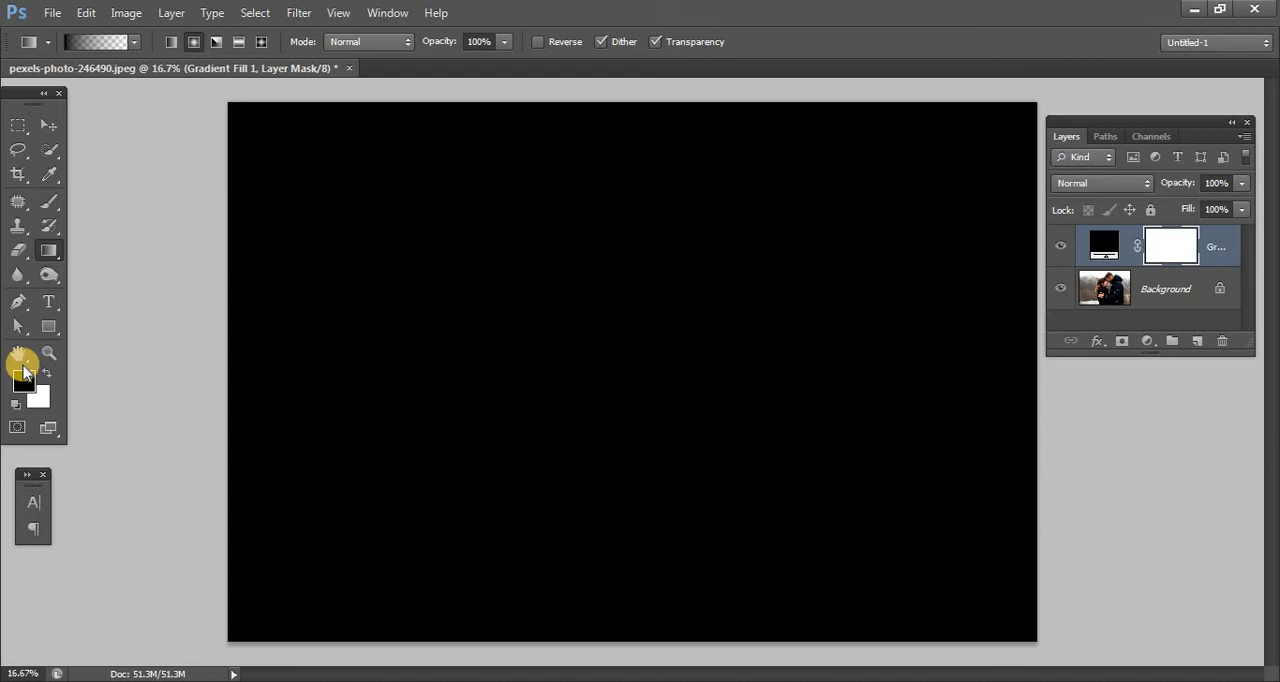 Ps File Edit Image Layer Type Select Filter View Window Help
Mode: Normal Opacity: 100% Reverse Dither Transparency Untitled-1
pexels-photo-246490.jpeg @ 16.7% (Gradient Fill 1, Layer Mask/8) *
Layers Paths Channels
Kind
Normal Opacity: 100%
Lock: Fill: 100%
Gr...
Background
T
fx
A
16.67% Doc: 51.3M/51.3M